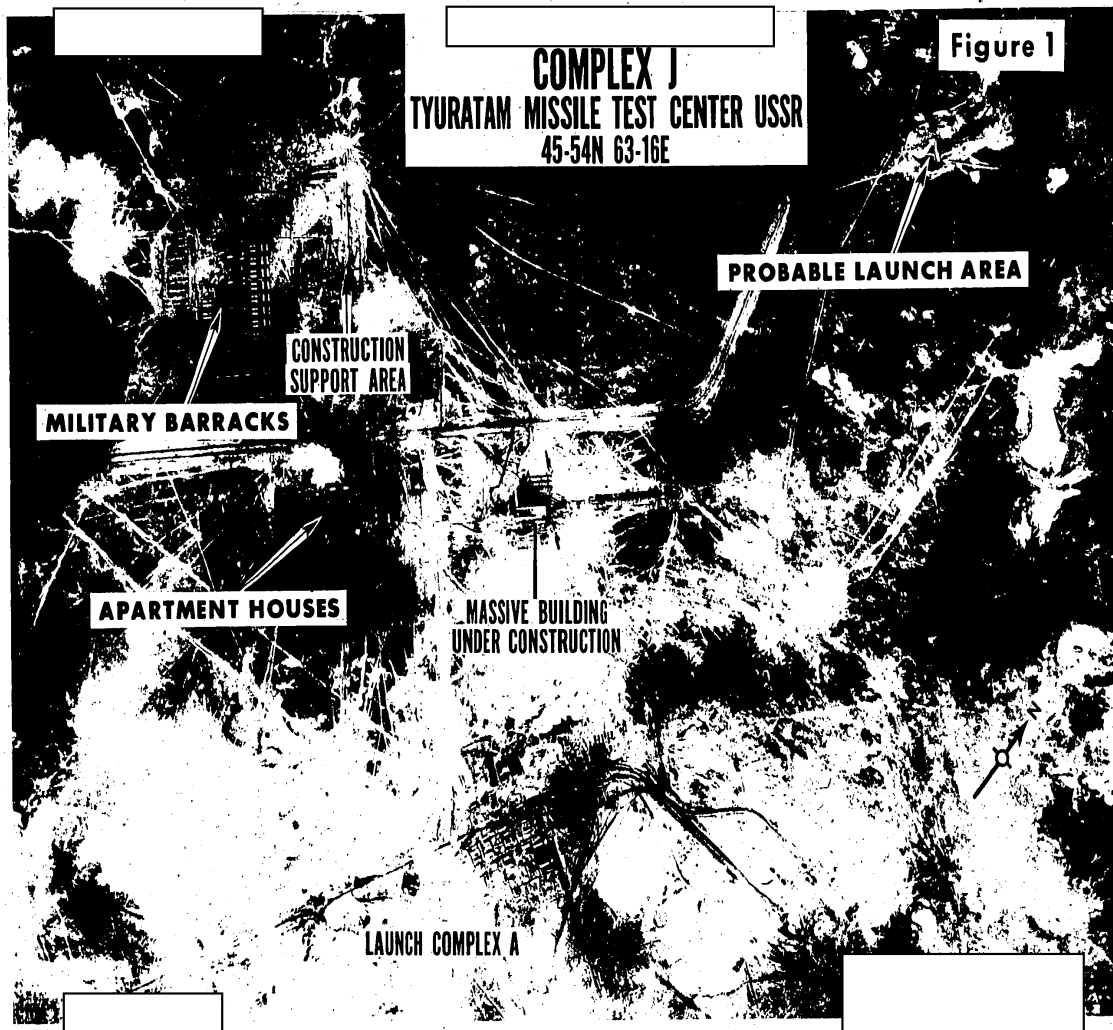 Figure 1
COMPLEX J
TYURATAM MISSILE TEST CENTER USSR
45-54N 63-16E
PROBABLE LAUNCH AREA
CONSTRUCTION
SUPPORT AREA
MILITARY BARRACKS
APARTMENT HOUSES
MASSIVE BUILDING
UNDER CONSTRUCTION
N
LAUNCH COMPLEX A